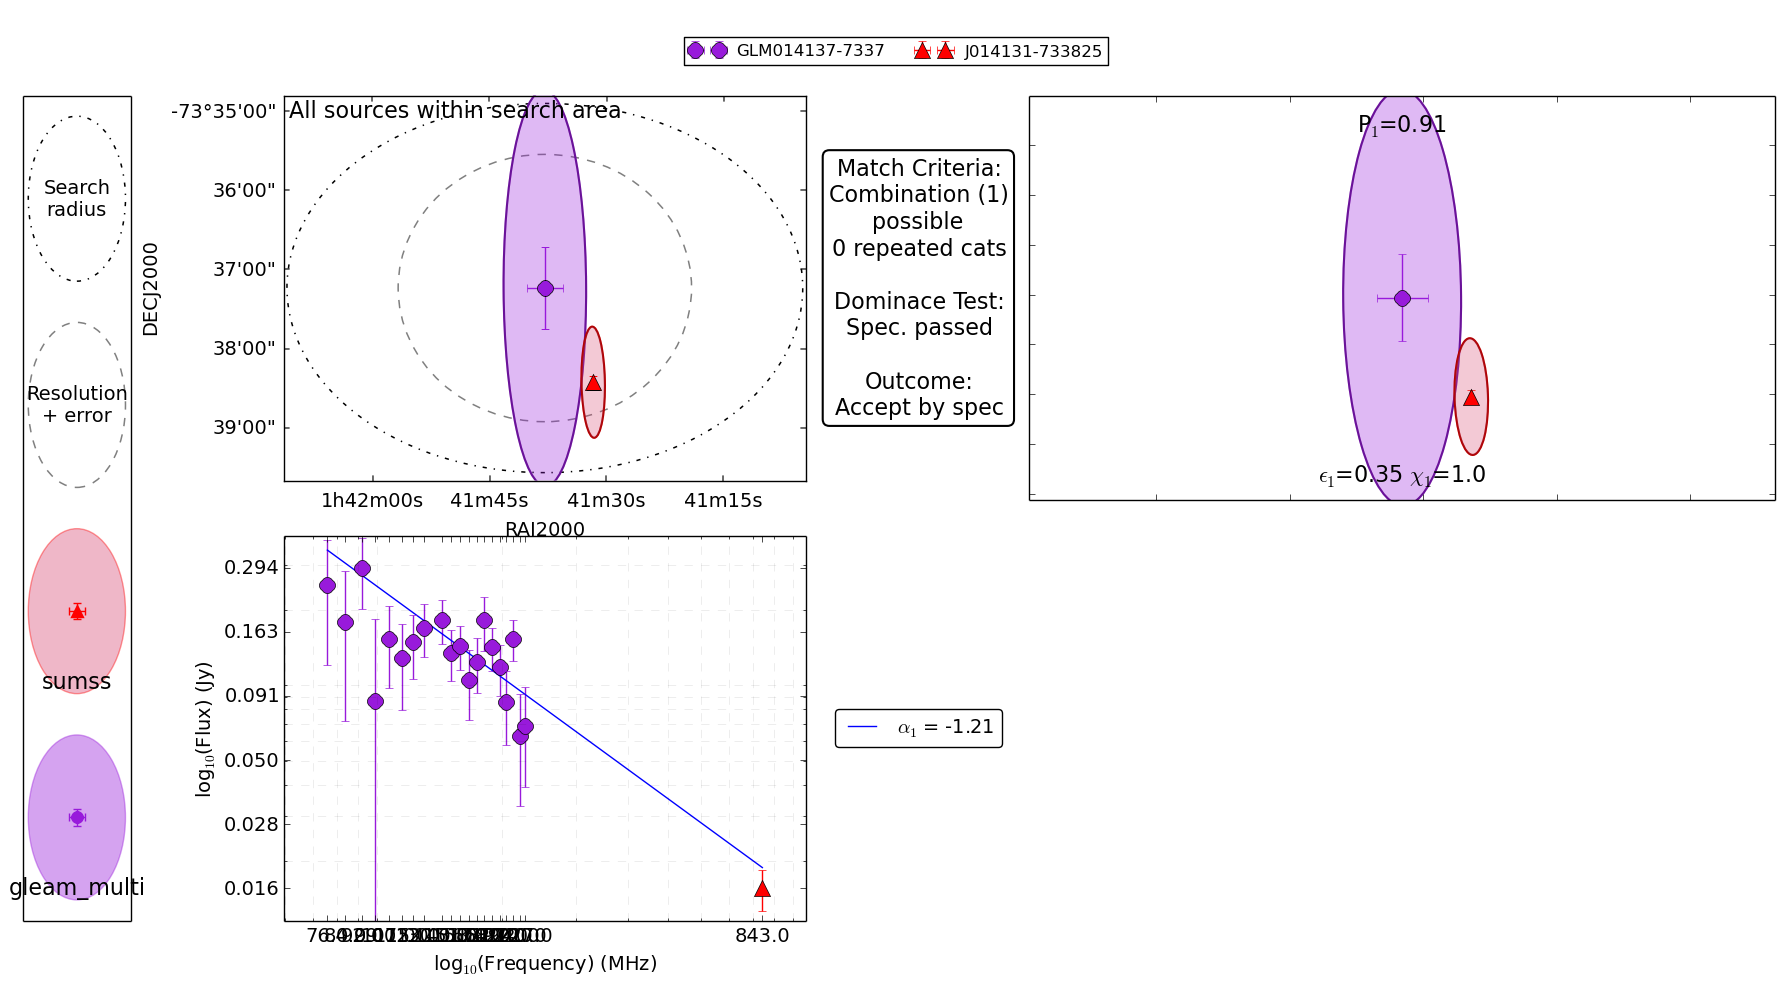 GLM014137-7337 J014131-733825
Search
radius
Resolution
+ error
sumss
gleam_multi
DECJ2000
-73°35'00"
36'00"
37'00"
38'00"
39'00"
All sources within search area
1h42m00s 41m45s 41m30s 41m15s
RAJ2000
Match Criteria:
Combination (1)
possible
0 repeated cats
Dominace Test:
Spec. passed
Outcome:
Accept by spec
P₁=0.91
ϵ₁=0.35 χ₁=1.0
log₁₀(Flux) (Jy)
0.294
0.163
0.091
0.050
0.028
0.016
843.0
log₁₀(Frequency) (MHz)
α₁ = -1.21